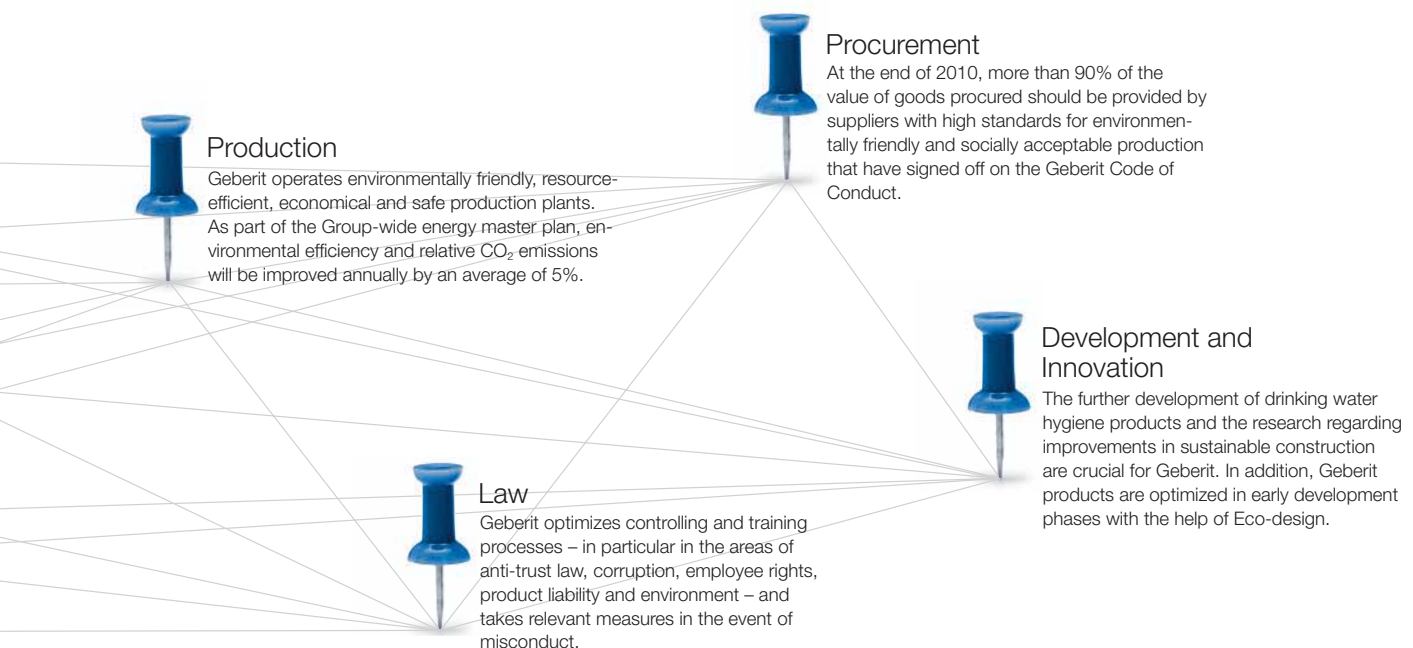 Procurement
At the end of 2010, more than 90% of the
value of goods procured should be provided by
suppliers with high standards for environmen-
tally friendly and socially acceptable production
that have signed off on the Geberit Code of
Conduct.
Production
Geberit operates environmentally friendly, resource-
efficient, economical and safe production plants.
As part of the Group-wide energy master plan, en-
vironmental efficiency and relative CO₂ emissions
will be improved annually by an average of 5%.
Development and
Innovation
The further development of drinking water
hygiene products and the research regarding
improvements in sustainable construction
are crucial for Geberit. In addition, Geberit
products are optimized in early development
phases with the help of Eco-design.
Law
Geberit optimizes controlling and training
processes – in particular in the areas of
anti-trust law, corruption, employee rights,
product liability and environment – and
takes relevant measures in the event of
misconduct.